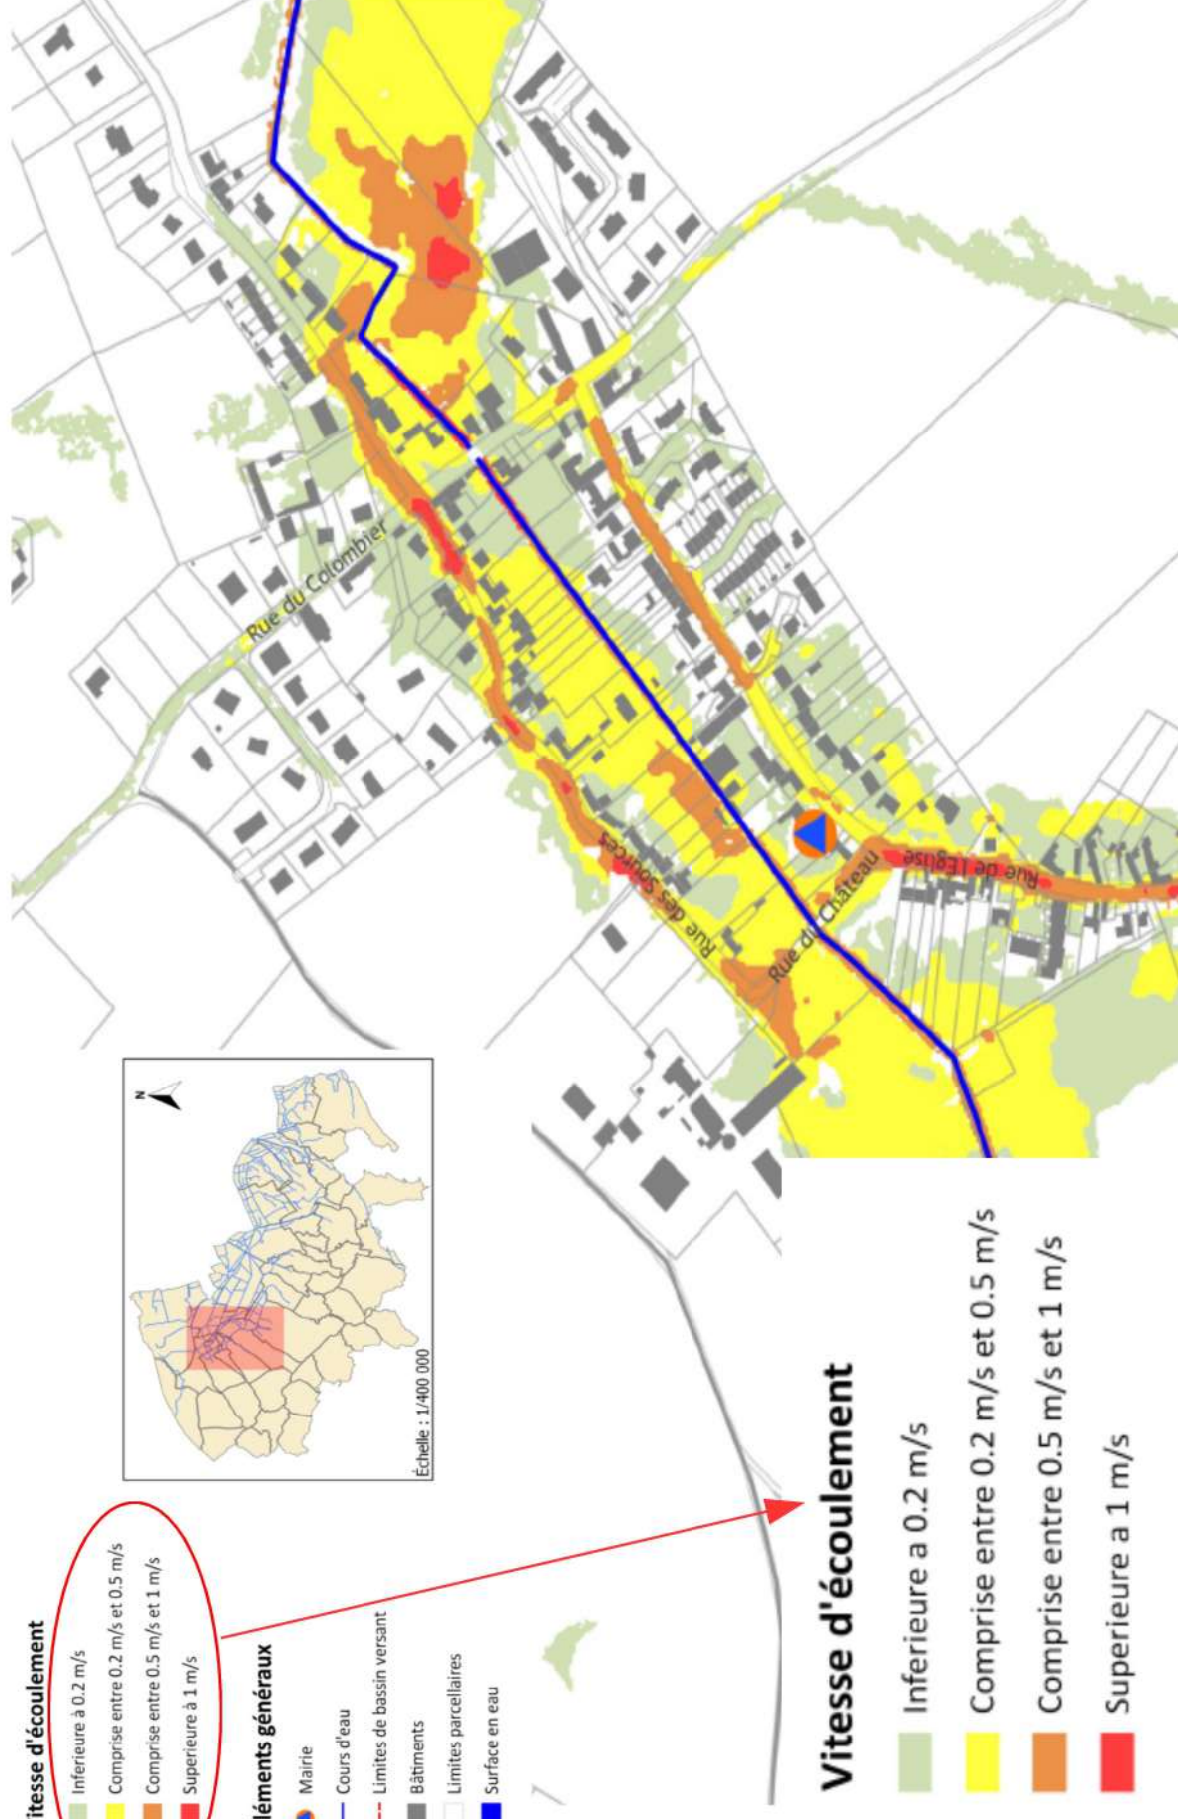 itesse d'écoulement
Inferieure à 0.2 m/s
Comprise entre 0.2 m/s et 0.5 m/s
Comprise entre 0.5 m/s et 1 m/s
Superieure à 1 m/s
léments généraux
Mairie
Cours d'eau
Limites de bassin versant
Bâtiments
Limites parcellaires
Surface en eau
N
Échelle : 1/400 000
Rue du Colombier
Rue des Sources
Rue du Château
Rue de l'Eglise
Vitesse d'écoulement
Inferieure a 0.2 m/s
Comprise entre 0.2 m/s et 0.5 m/s
Comprise entre 0.5 m/s et 1 m/s
Superieure a 1 m/s